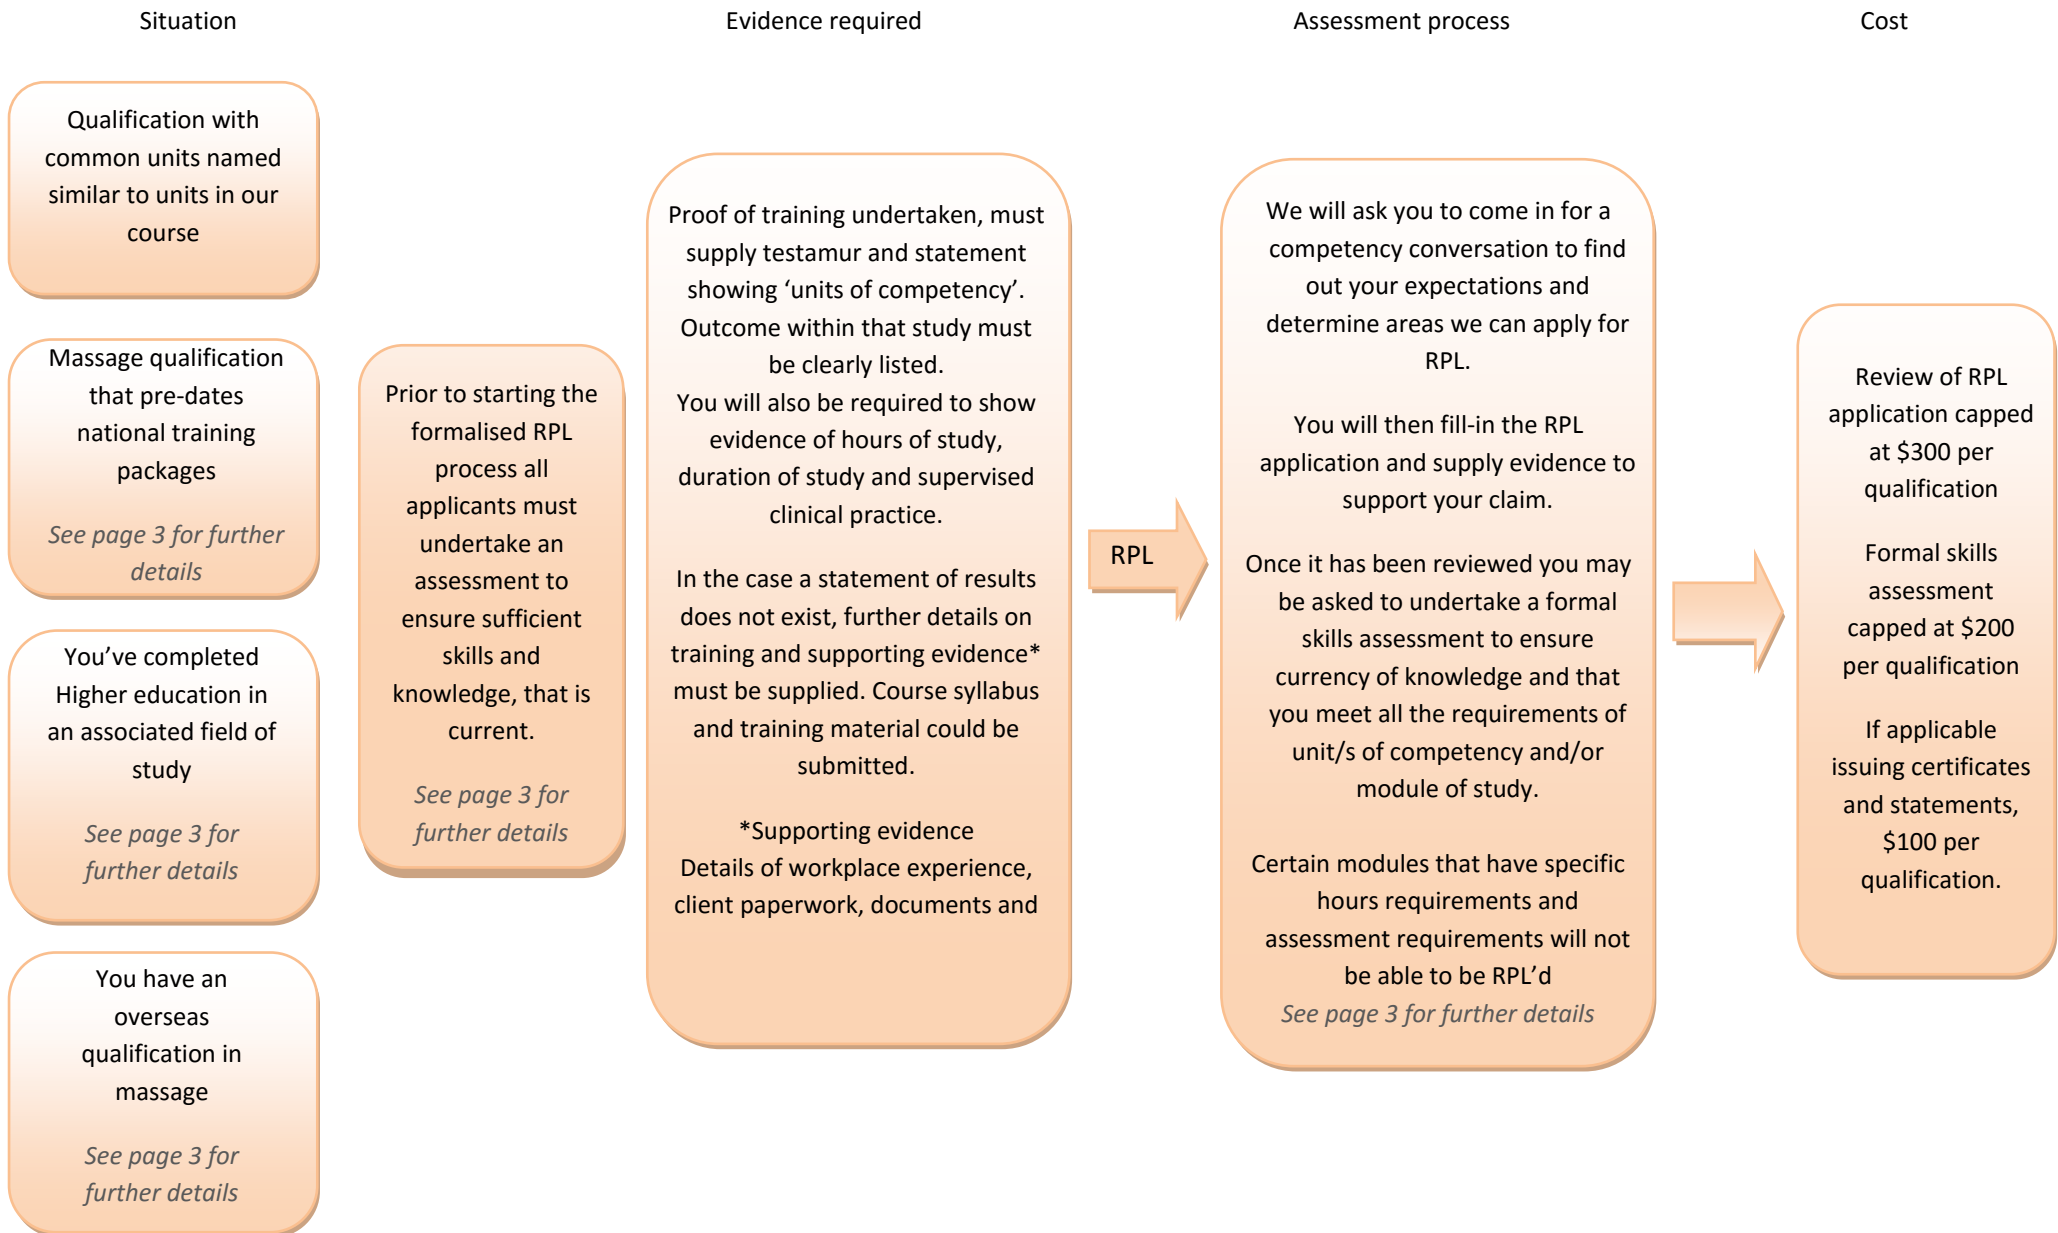 Situation
Evidence required
Assessment process
Cost
Qualification with
common units named
similar to units in our
course
Massage qualification
that pre-dates
national training
packages
See page 3 for further
details
You’ve completed
Higher education in
an associated field of
study
See page 3 for
further details
You have an
overseas
qualification in
massage
See page 3 for
further details
Prior to starting the
formalised RPL
process all
applicants must
undertake an
assessment to
ensure sufficient
skills and
knowledge, that is
current.
See page 3 for
further details
Proof of training undertaken, must
supply testamur and statement
showing ‘units of competency’.
Outcome within that study must
be clearly listed.
You will also be required to show
evidence of hours of study,
duration of study and supervised
clinical practice.
In the case a statement of results
does not exist, further details on
training and supporting evidence*
must be supplied. Course syllabus
and training material could be
submitted.
*Supporting evidence
Details of workplace experience,
client paperwork, documents and
RPL
We will ask you to come in for a
competency conversation to find
out your expectations and
determine areas we can apply for
RPL.
You will then fill-in the RPL
application and supply evidence to
support your claim.
Once it has been reviewed you may
be asked to undertake a formal
skills assessment to ensure
currency of knowledge and that
you meet all the requirements of
unit/s of competency and/or
module of study.
Certain modules that have specific
hours requirements and
assessment requirements will not
be able to be RPL’d
See page 3 for further details
Review of RPL
application capped
at $300 per
qualification
Formal skills
assessment
capped at $200
per qualification
If applicable
issuing certificates
and statements,
$100 per
qualification.